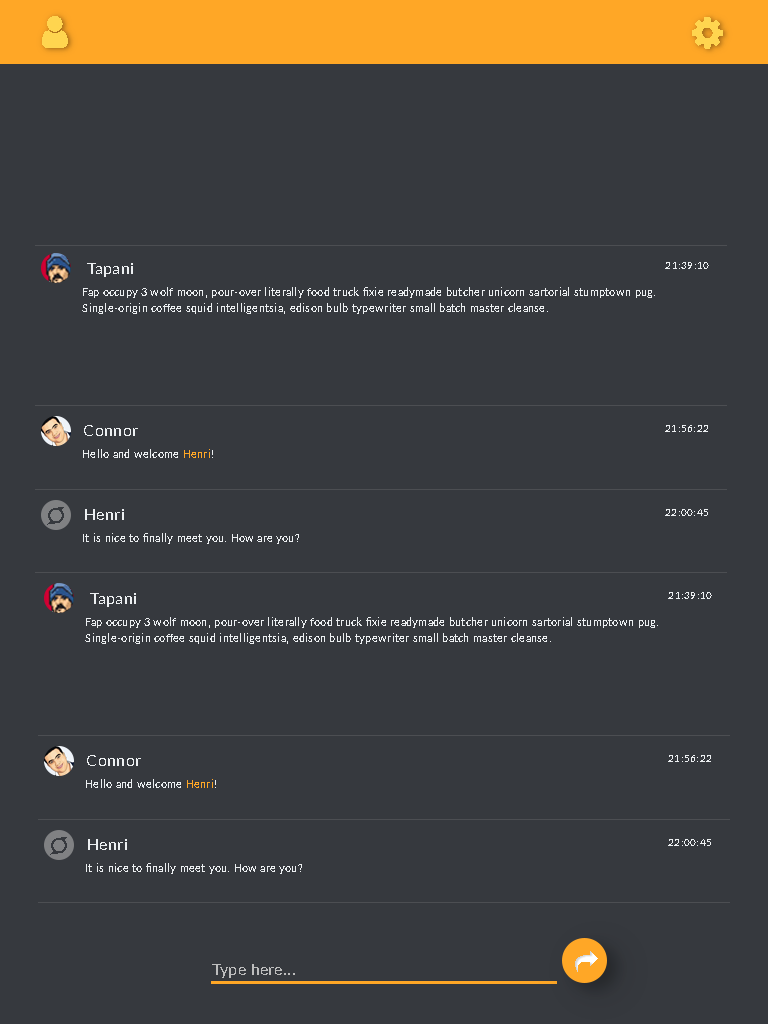 Tapani
21:39:10
Fap occupy 3 wolf moon, pour-over literally food truck fixie readymade butcher unicorn sartorial stumptown pug.
Single-origin coffee squid intelligentsia, edison bulb typewriter small batch master cleanse.
Connor
21:56:22
Hello and welcome Henri!
Henri
22:00:45
It is nice to finally meet you. How are you?
Tapani
21:39:10
Fap occupy 3 wolf moon, pour-over literally food truck fixie readymade butcher unicorn sartorial stumptown pug.
Single-origin coffee squid intelligentsia, edison bulb typewriter small batch master cleanse.
Connor
21:56:22
Hello and welcome Henri!
Henri
22:00:45
It is nice to finally meet you. How are you?
Type here...